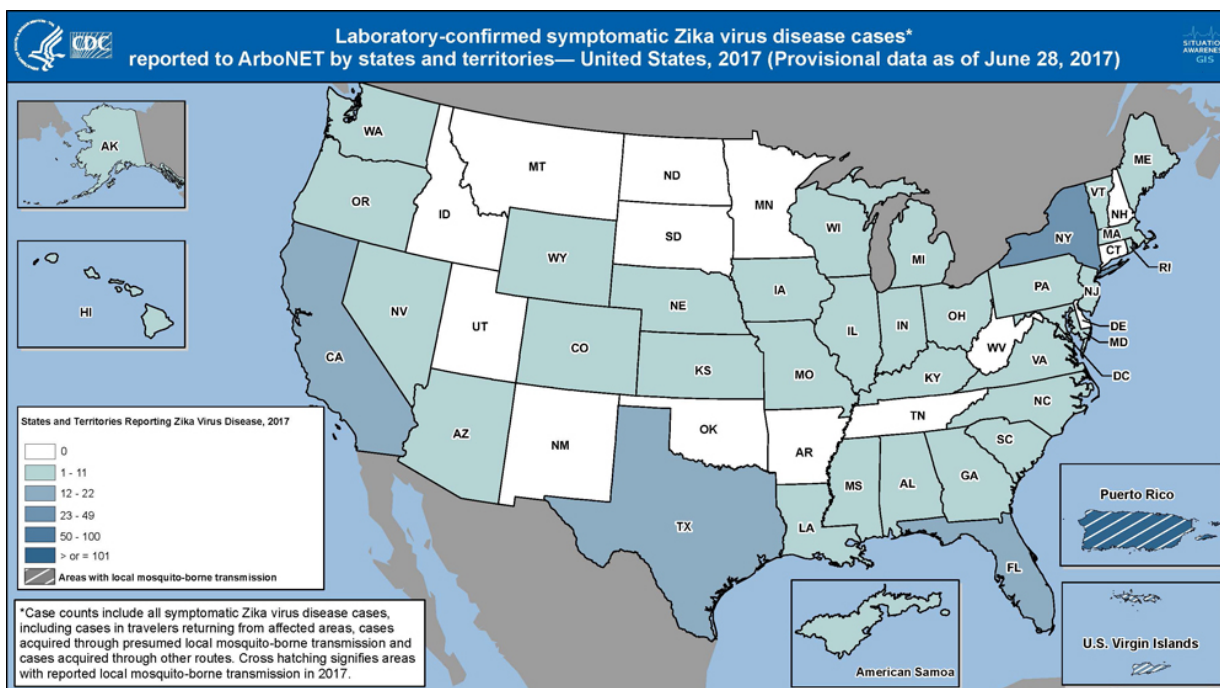 CDC
Laboratory-confirmed symptomatic Zika virus disease cases*
reported to ArboNET by states and territories— United States, 2017 (Provisional data as of June 28, 2017)
SITUATION
AWARENESS
GIS
AK
HI
WA
OR
CA
NV
ID
MT
WY
UT
AZ
CO
NM
ND
SD
NE
KS
OK
TX
MN
IA
MO
AR
LA
WI
IL
MI
IN
OH
KY
TN
MS
AL
GA
FL
SC
NC
VA
WV
PA
NY
VT
NH
ME
MA
CT
RI
NJ
DE
MD
DC
States and Territories Reporting Zika Virus Disease, 2017
0
1 - 11
12 - 22
23 - 49
50 - 100
> or = 101
Areas with local mosquito-borne transmission
*Case counts include all symptomatic Zika virus disease cases,
including cases in travelers returning from affected areas, cases
acquired through presumed local mosquito-borne transmission and
cases acquired through other routes. Cross hatching signifies areas
with reported local mosquito-borne transmission in 2017.
American Samoa
Puerto Rico
U.S. Virgin Islands